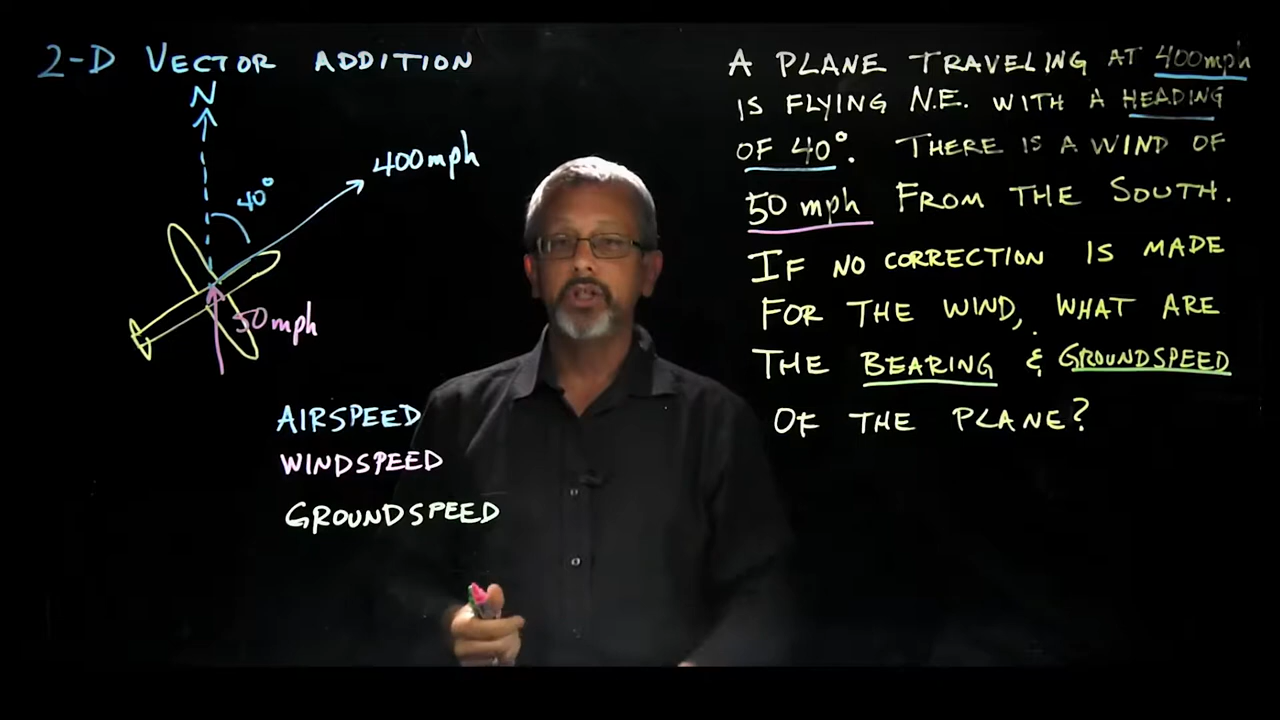 2-D VECTOR ADDITION
N
400mph
40°
50mph
AIRSPEED
WINDSPEED
GROUNDSPEED
A PLANE TRAVELING AT 400mph
IS FLYING N.E. WITH A HEADING
OF 40°. THERE IS A WIND OF
50 mph FROM THE SOUTH.
IF NO CORRECTION IS MADE
FOR THE WIND, WHAT ARE
THE BEARING & GROUNDSPEED
OF THE PLANE?